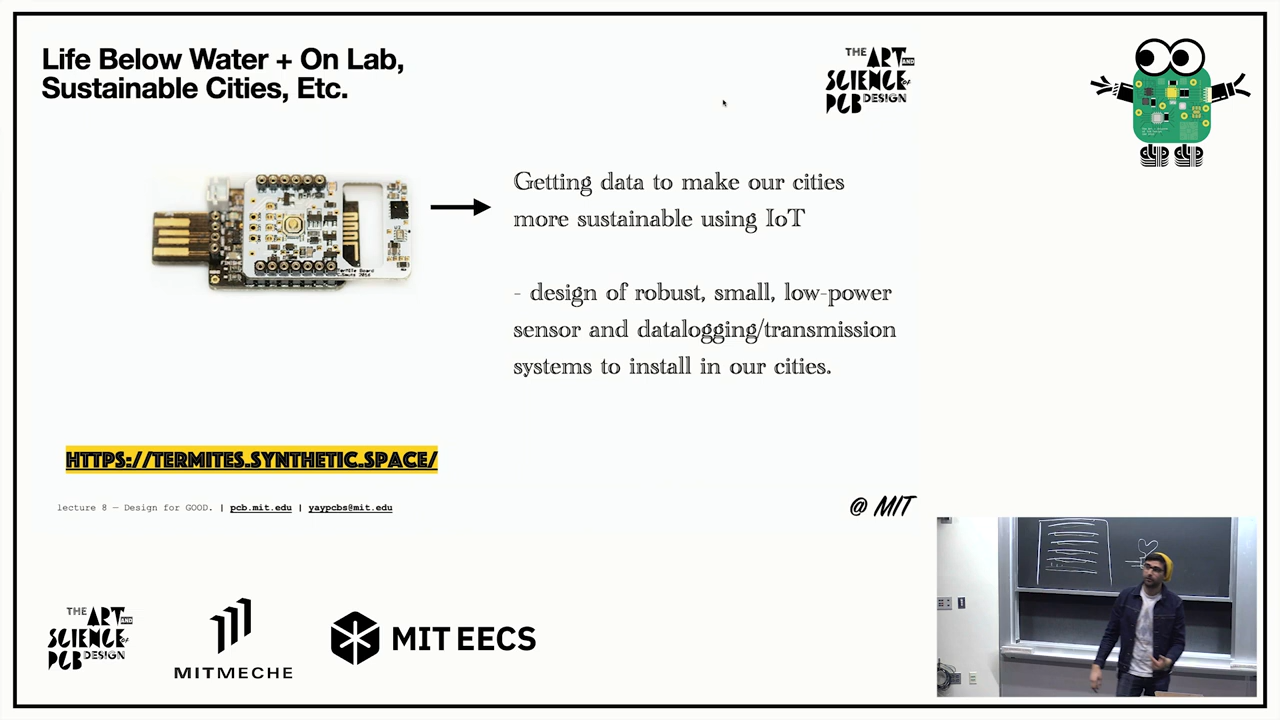 Life Below Water + On Lab,
Sustainable Cities, Etc.
THE ART AND
SCIENCE of
PCB DESIGN
Getting data to make our cities
more sustainable using IoT
- design of robust, small, low-power
sensor and datalogging/transmission
systems to install in our cities.
HTTPS://TERMITES.SYNTHETIC.SPACE/
lecture 8 — Design for GOOD. | pcb.mit.edu | yaypcbs@mit.edu
@ MIT
THE ART AND
SCIENCE of
PCB DESIGN
MITMECHE
MIT EECS